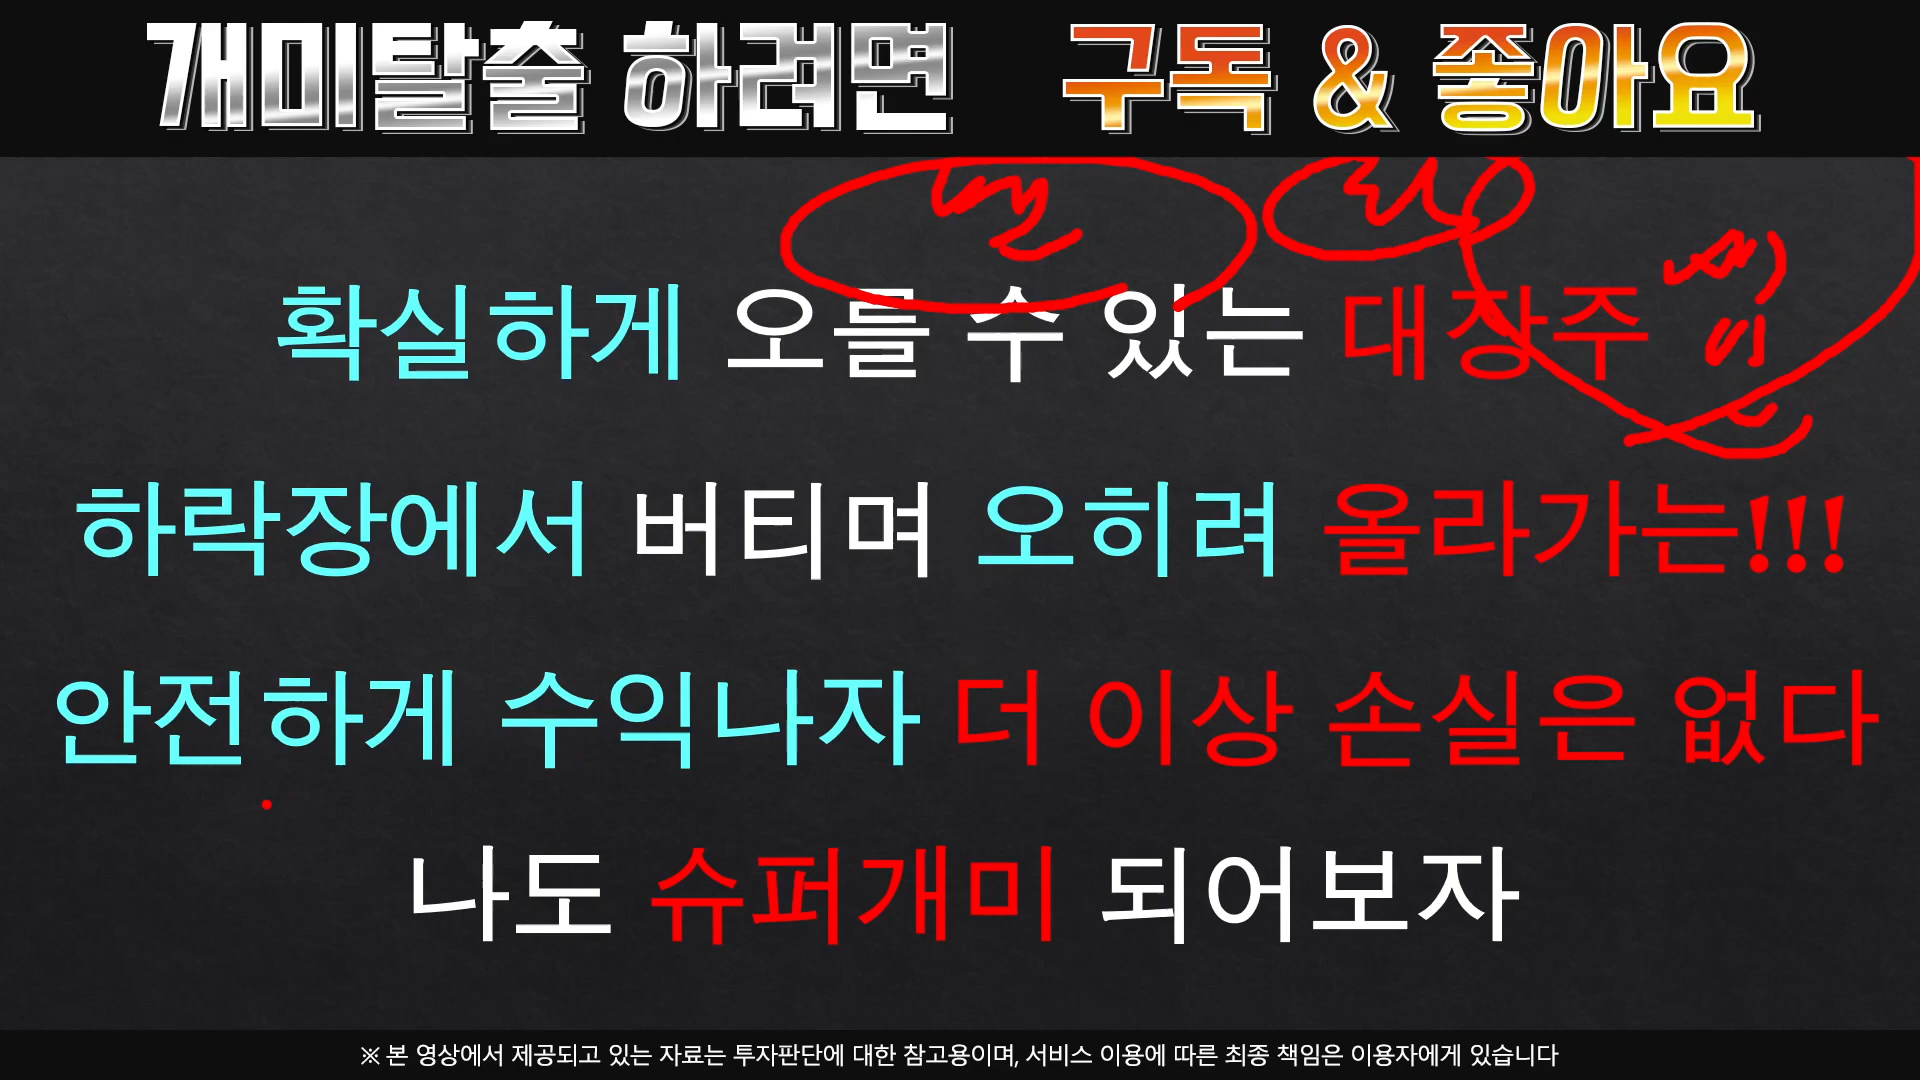 개미탈출 하려면 구독 & 좋아요
확실하게 오를 수 있는 대장주
하락장에서 버티며 오히려 올라가는!!!
안전하게 수익나자 더 이상 손실은 없다
나도 슈퍼개미 되어보자
※ 본 영상에서 제공되고 있는 자료는 투자판단에 대한 참고용이며, 서비스 이용에 따른 최종 책임은 이용자에게 있습니다